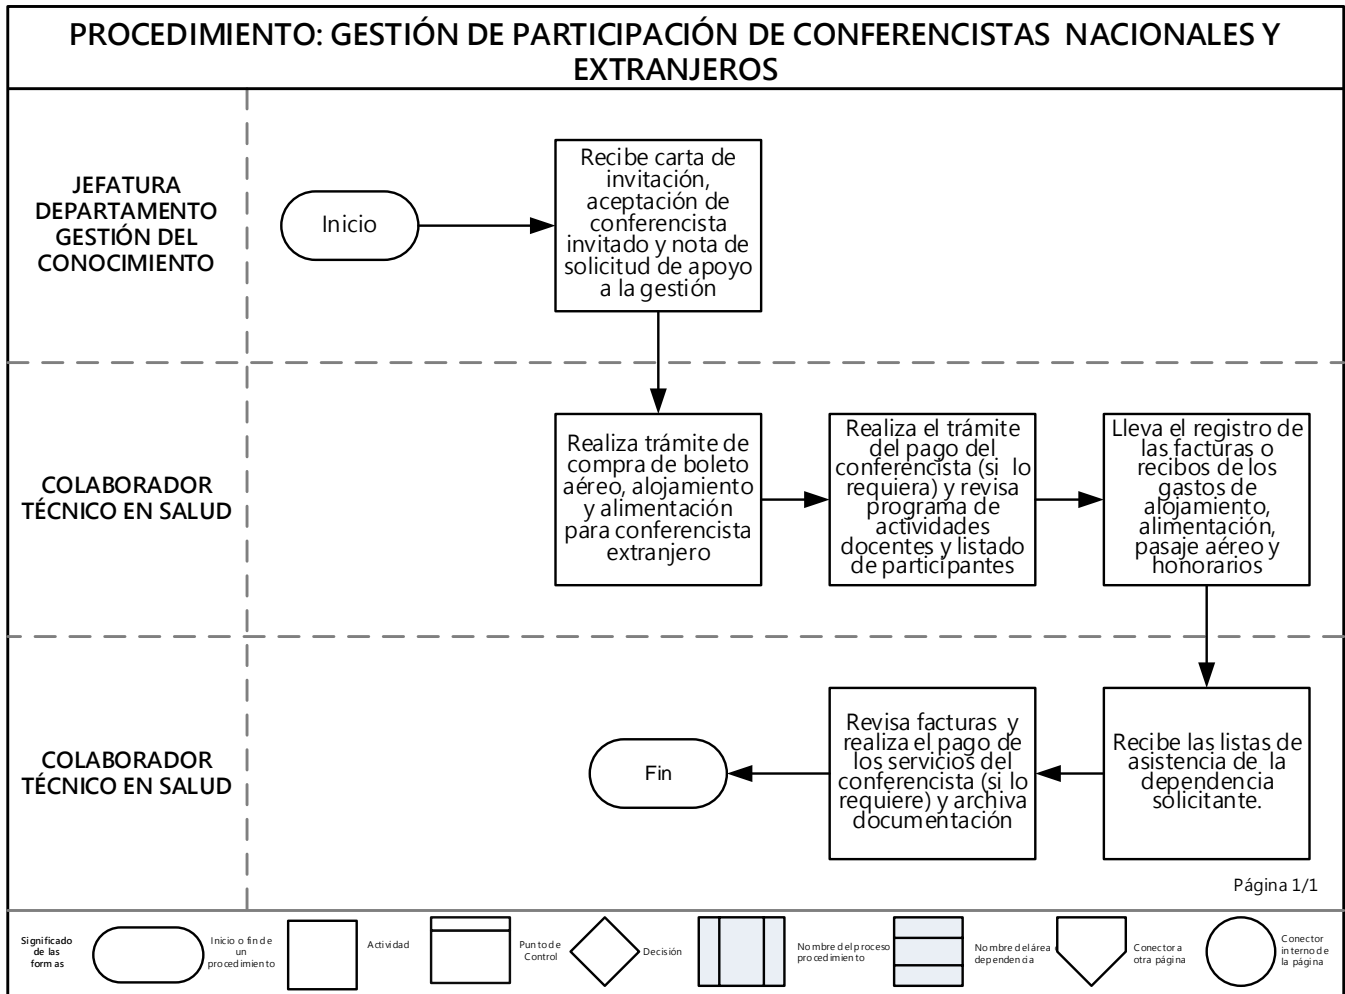 PROCEDIMIENTO: GESTIÓN DE PARTICIPACIÓN DE CONFERENCISTAS NACIONALES Y
EXTRANJEROS
JEFATURA
DEPARTAMENTO
GESTIÓN DEL
CONOCIMIENTO
Inicio
Recibe carta de
invitación,
aceptación de
conferencista
invitado y nota de
solicitud de apoyo
a la gestión
COLABORADOR
TÉCNICO EN SALUD
Realiza trámite de
compra de boleto
aéreo, alojamiento
y alimentación
para conferencista
extranjero
Realiza el trámite
del pago del
conferencista (si lo
requiera) y revisa
programa de
actividades
docentes y listado
de participantes
Lleva el registro de
las facturas o
recibos de los
gastos de
alojamiento,
alimentación,
pasaje aéreo y
honorarios
COLABORADOR
TÉCNICO EN SALUD
Fin
Revisa facturas y
realiza el pago de
los servicios del
conferencista (si lo
requiere) y archiva
documentación
Recibe las listas de
asistencia de la
dependencia
solicitante.
Página 1/1
Significado
de las
formas
Inicio o fin de
un
procedimiento
Actividad
Punto de
Control
Decisión
Nombre del proceso
procedimiento
Nombre del área
dependencia
Conector a
otra página
Conector
interno de
la página